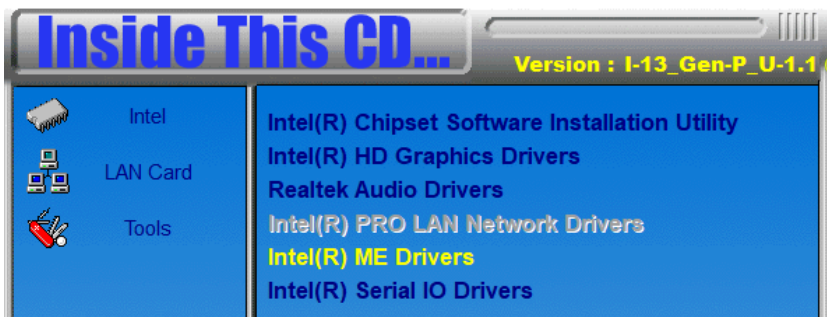 Inside This CD...
Version : I-13_Gen-P_U-1.1
Intel
LAN Card
Tools
Intel(R) Chipset Software Installation Utility
Intel(R) HD Graphics Drivers
Realtek Audio Drivers
Intel(R) PRO LAN Network Drivers
Intel(R) ME Drivers
Intel(R) Serial IO Drivers